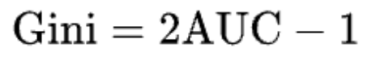 Gini = 2AUC − 1